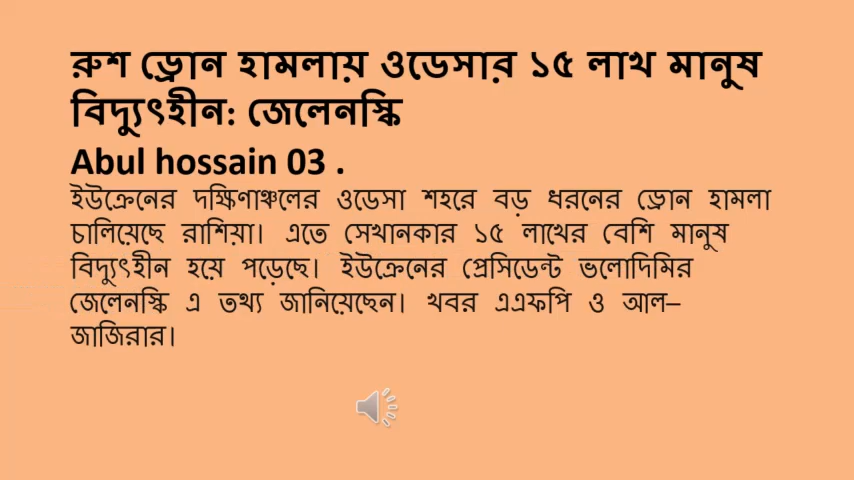 রুশ ড্রোন হামলায় ওডেসার ১৫ লাখ মানুষ
বিদ্যুৎহীন: জেলেনস্কি
Abul hossain 03 .
ইউক্রেনের দক্ষিণাঞ্চলের ওডেসা শহরে বড় ধরনের ড্রোন হামলা
চালিয়েছে রাশিয়া। এতে সেখানকার ১৫ লাখের বেশি মানুষ
বিদ্যুৎহীন হয়ে পড়েছে। ইউক্রেনের প্রেসিডেন্ট ভলোদিমির
জেলেনস্কি এ তথ্য জানিয়েছেন। খবর এএফপি ও আল–
জাজিরার।